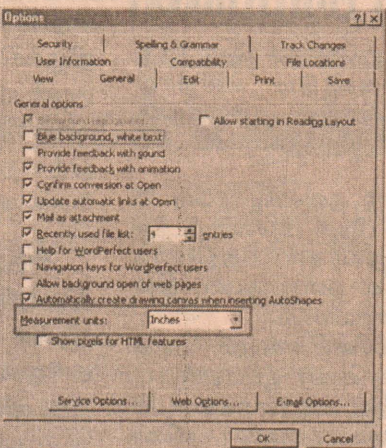 Options
Security Spelling & Grammar Track Changes
User Information Compatibility File Locations
View General Edit Print Save
General options
Background repagination Allow starting in Reading Layout
Blue background, white text
Provide feedback with sound
Provide feedback with animation
Confirm conversion at Open
Update automatic links at Open
Mail as attachment
Recently used file list: 4 entries
Help for WordPerfect users
Navigation keys for WordPerfect users
Allow background open of web pages
Automatically create drawing canvas when inserting AutoShapes
Measurement units: Inches
Show pixels for HTML features
Service Options... Web Options... E-mail Options...
OK Cancel